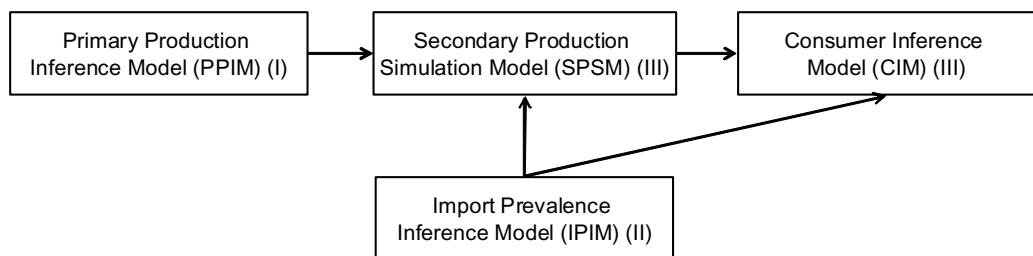 Primary Production
Inference Model (PPIM) (I)
Secondary Production
Simulation Model (SPSM) (III)
Consumer Inference
Model (CIM) (III)
Import Prevalence
Inference Model (IPIM) (II)